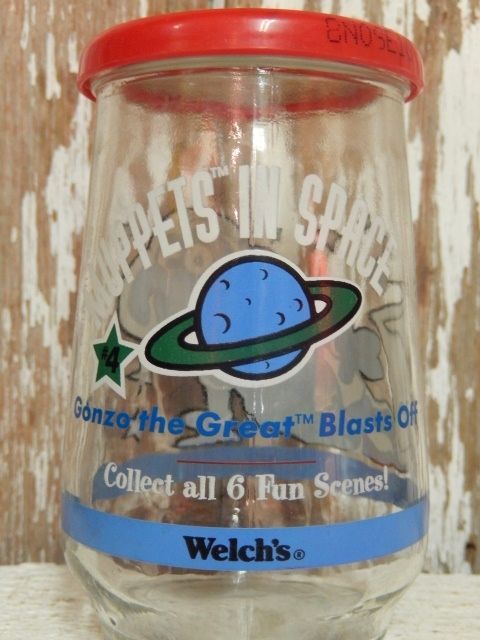 MUPPETS™ IN SPACE
#4
Gonzo the Great™ Blasts Off
Collect all 6 Fun Scenes!
Welch's®